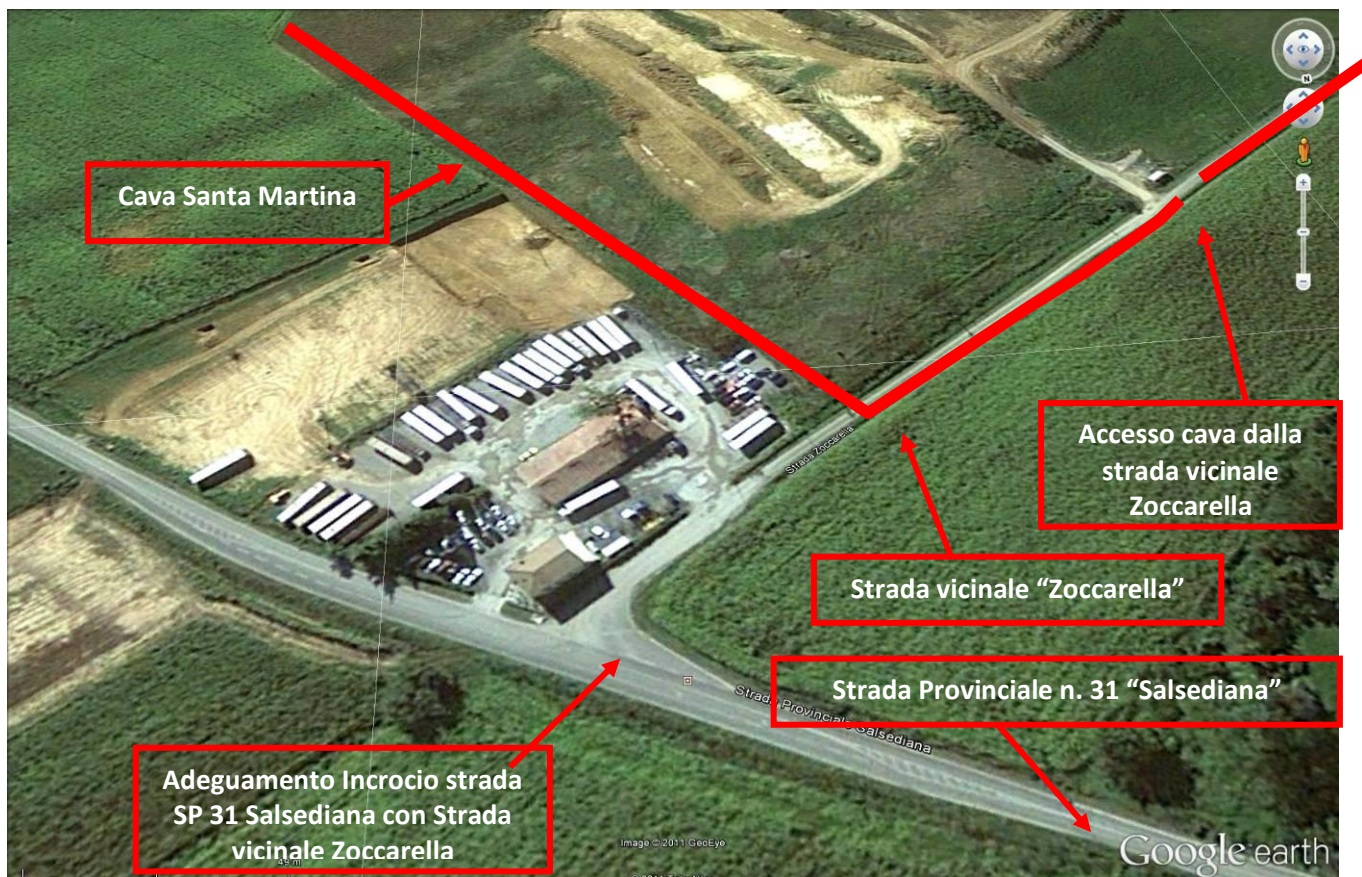 N
Cava Santa Martina
Accesso cava dalla
strada vicinale
Zoccarella
Strada Zoccarella
Strada vicinale “Zoccarella”
Strada Provinciale n. 31 “Salsediana”
Strada Provinciale Salsediana
Adeguamento Incrocio strada
SP 31 Salsediana con Strada
vicinale Zoccarella
Image © 2011 GeoEye
49 m
Google earth